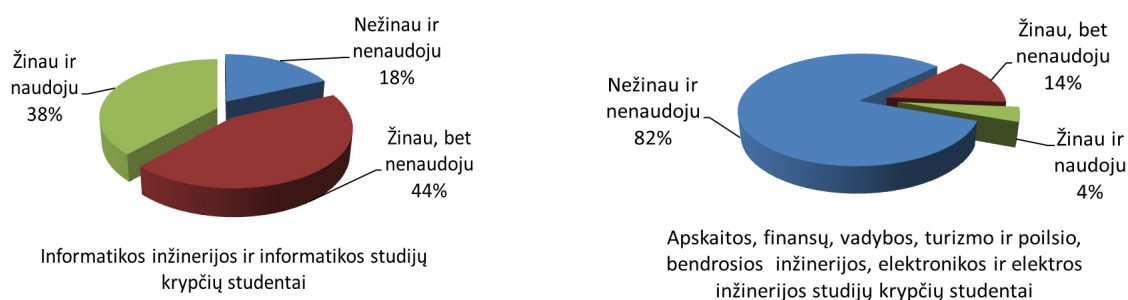 Nežinau ir
nenaudoju
18%
Žinau ir
naudoju
38%
Žinau, bet
nenaudoju
44%
Informatikos inžinerijos ir informatikos studijų
krypčių studentai
Žinau, bet
nenaudoju
14%
Nežinau ir
nenaudoju
82%
Žinau ir
naudoju
4%
Apskaitos, finansų, vadybos, turizmo ir poilsio,
bendrosios inžinerijos, elektronikos ir elektros
inžinerijos studijų krypčių studentai